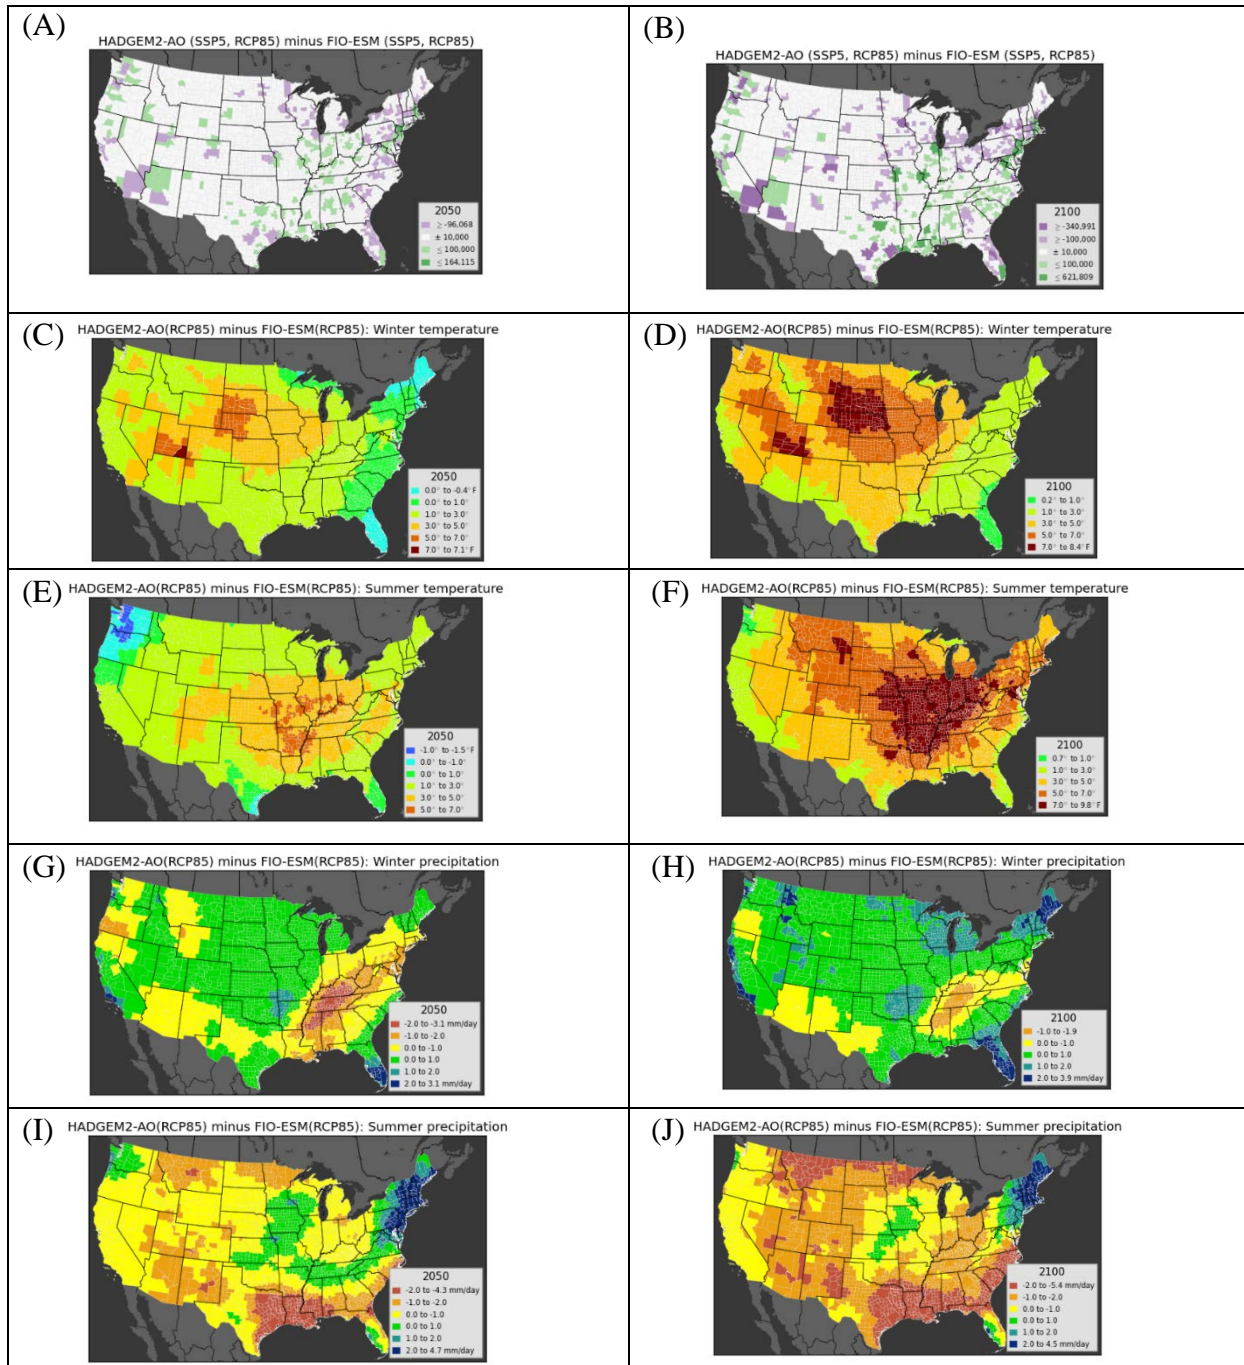 (A)
HADGEM2-AO (SSP5, RCP85) minus FIO-ESM (SSP5, RCP85)
2050
≥ -96,068
± 10,000
≤ 100,000
≤ 164,115
(B)
HADGEM2-AO (SSP5, RCP85) minus FIO-ESM (SSP5, RCP85)
2100
≥ -340,991
≥ -100,000
± 10,000
≤ 100,000
≤ 621,809
(C)
HADGEM2-AO(RCP85) minus FIO-ESM(RCP85): Winter temperature
2050
0.0° to -0.4°F
0.0° to 1.0°
1.0° to 3.0°
3.0° to 5.0°
5.0° to 7.0°
7.0° to 7.1°F
(D)
HADGEM2-AO(RCP85) minus FIO-ESM(RCP85): Winter temperature
2100
0.2° to 1.0°
1.0° to 3.0°
3.0° to 5.0°
5.0° to 7.0°
7.0° to 8.4°F
(E)
HADGEM2-AO(RCP85) minus FIO-ESM(RCP85): Summer temperature
2050
-1.0° to -1.5°F
0.0° to -1.0°
0.0° to 1.0°
1.0° to 3.0°
3.0° to 5.0°
5.0° to 7.0°
(F)
HADGEM2-AO(RCP85) minus FIO-ESM(RCP85): Summer temperature
2100
0.7° to 1.0°
1.0° to 3.0°
3.0° to 5.0°
5.0° to 7.0°
7.0° to 9.8°F
(G)
HADGEM2-AO(RCP85) minus FIO-ESM(RCP85): Winter precipitation
2050
-2.0 to -3.1 mm/day
-1.0 to -2.0
0.0 to -1.0
0.0 to 1.0
1.0 to 2.0
2.0 to 3.1 mm/day
(H)
HADGEM2-AO(RCP85) minus FIO-ESM(RCP85): Winter precipitation
2100
-1.0 to -1.9
0.0 to -1.0
0.0 to 1.0
1.0 to 2.0
2.0 to 3.9 mm/day
(I)
HADGEM2-AO(RCP85) minus FIO-ESM(RCP85): Summer precipitation
2050
-2.0 to -4.3 mm/day
-1.0 to -2.0
0.0 to -1.0
0.0 to 1.0
1.0 to 2.0
2.0 to 4.7 mm/day
(J)
HADGEM2-AO(RCP85) minus FIO-ESM(RCP85): Summer precipitation
2100
-2.0 to -5.4 mm/day
-1.0 to -2.0
0.0 to -1.0
0.0 to 1.0
1.0 to 2.0
2.0 to 4.5 mm/day